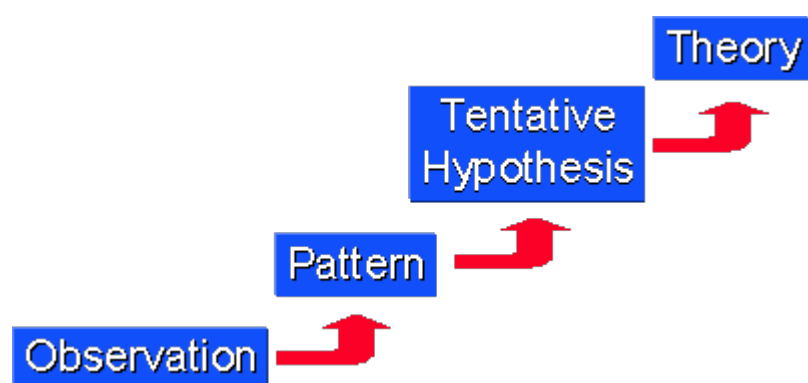 Theory
Tentative
Hypothesis
Pattern
Observation